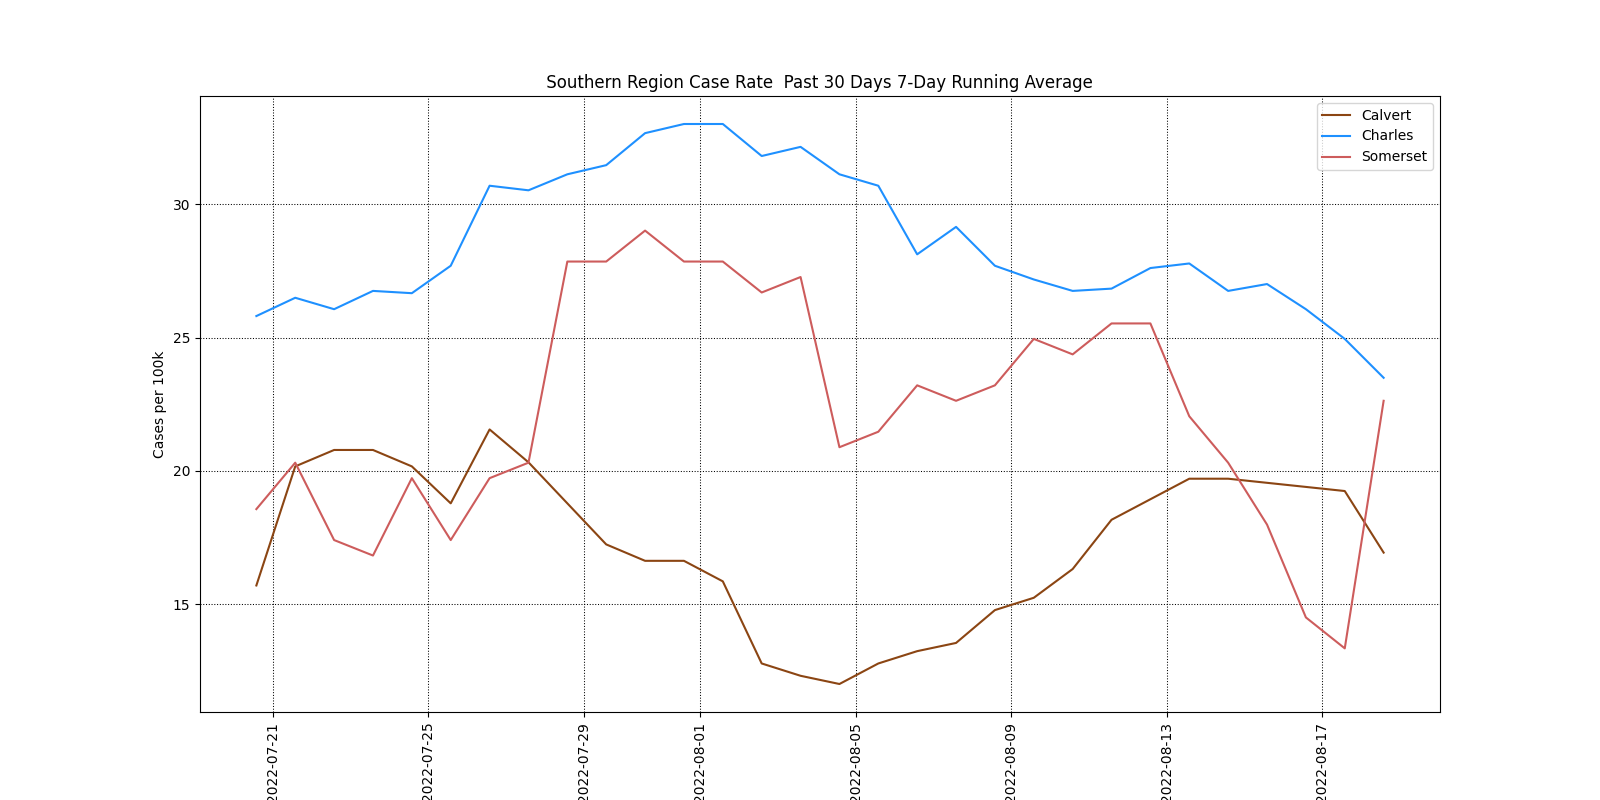 Southern Region Case Rate  Past 30 Days 7-Day Running Average
Calvert
Charles
Somerset
Cases per 100k
30
25
20
15
2022-07-21
2022-07-25
2022-07-29
2022-08-01
2022-08-05
2022-08-09
2022-08-13
2022-08-17